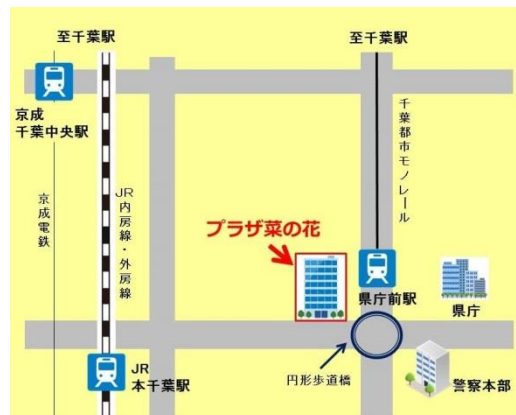 至千葉駅
至千葉駅
京成
千葉中央駅
千葉都市モノレール
京成電鉄
JR内房線・外房線
プラザ菜の花
県庁前駅
県庁
JR
本千葉駅
円形歩道橋
警察本部